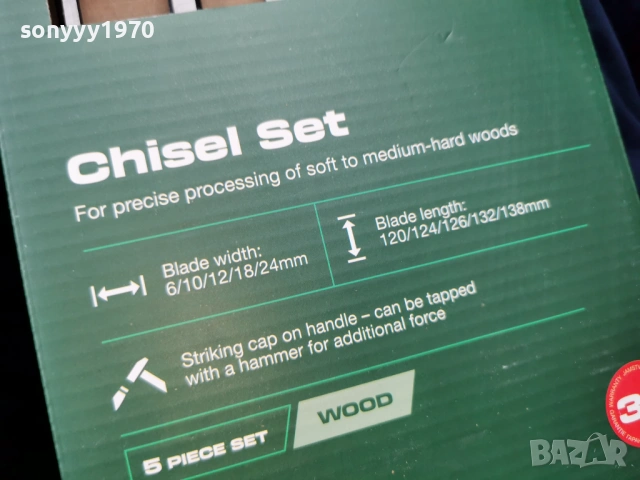 sonyyy1970
Chisel Set
For precise processing of soft to medium-hard woods
Blade width:
6/10/12/18/24mm
Blade length:
120/124/126/132/138mm
Striking cap on handle – can be tapped
with a hammer for additional force
5 PIECE SET
WOOD
3
BAZAR